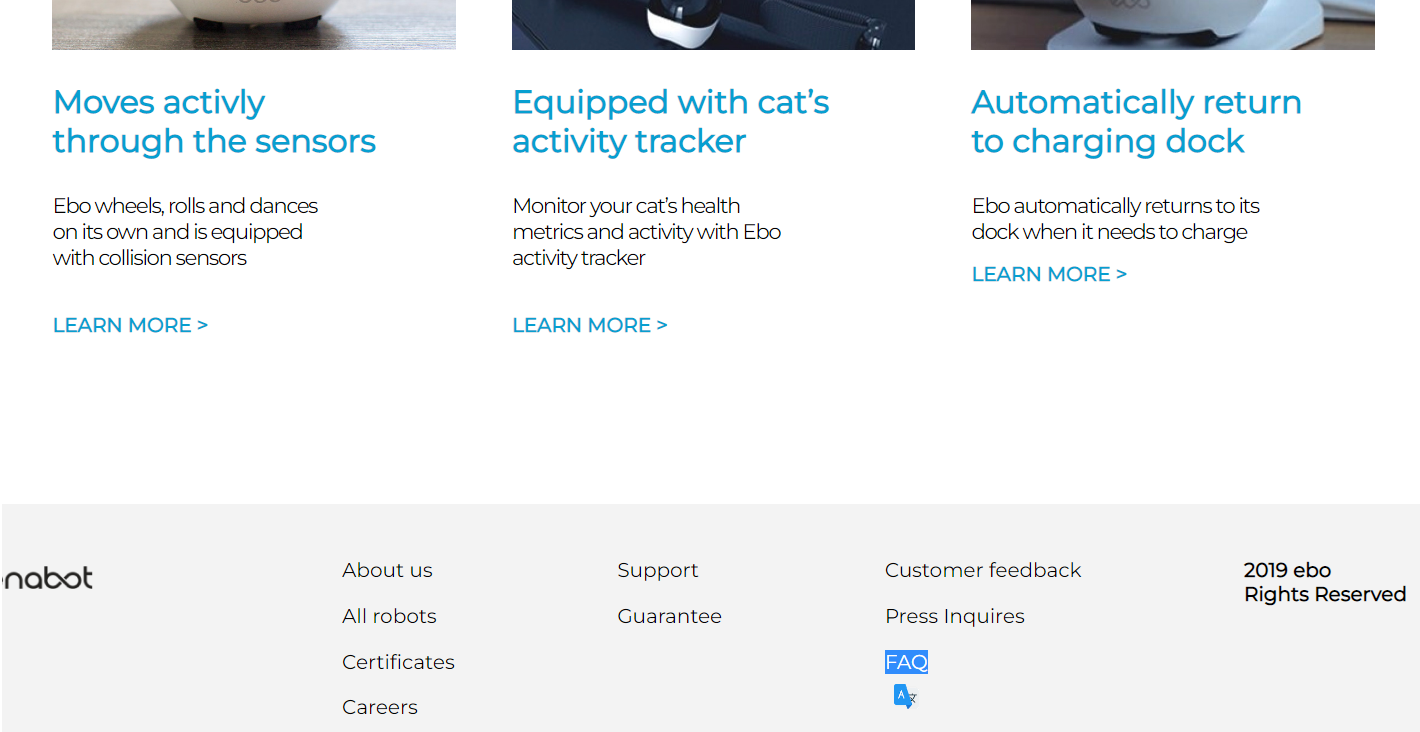 Moves activly
through the sensors
Ebo wheels, rolls and dances
on its own and is equipped
with collision sensors
LEARN MORE >
Equipped with cat’s
activity tracker
Monitor your cat’s health
metrics and activity with Ebo
activity tracker
LEARN MORE >
Automatically return
to charging dock
Ebo automatically returns to its
dock when it needs to charge
LEARN MORE >
nabot
About us
All robots
Certificates
Careers
Support
Guarantee
Customer feedback
Press Inquires
FAQ
2019 ebo
Rights Reserved